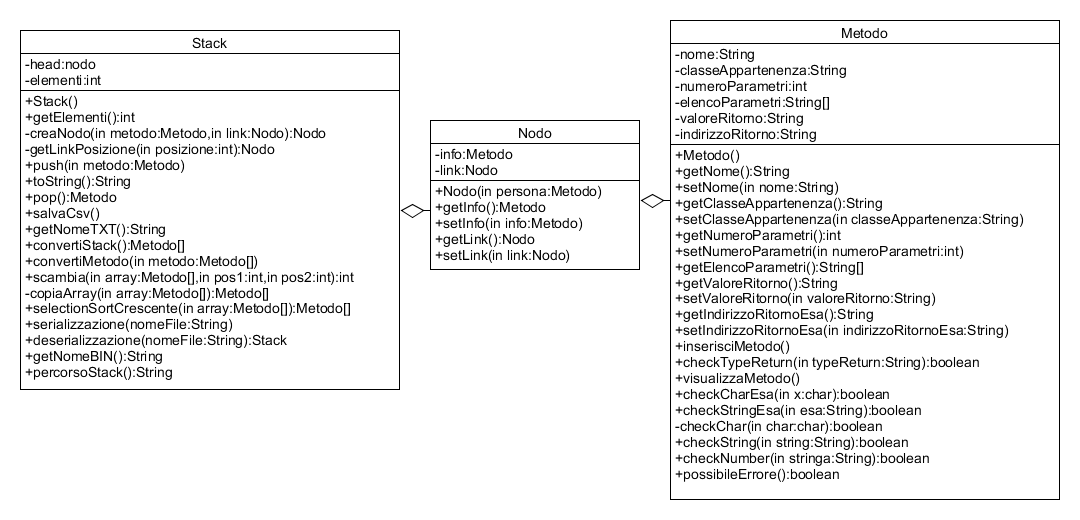 Stack
-head:nodo
-elementi:int
+Stack()
+getElementi():int
-creaNodo(in metodo:Metodo,in link:Nodo):Nodo
-getLinkPosizione(in posizione:int):Nodo
+push(in metodo:Metodo)
+toString():String
+pop():Metodo
+salvaCsv()
+getNomeTXT():String
+convertiStack():Metodo[]
+convertiMetodo(in metodo:Metodo[])
+scambia(in array:Metodo[],in pos1:int,in pos2:int):int
-copiaArray(in array:Metodo[]):Metodo[]
+selectionSortCrescente(in array:Metodo[]):Metodo[]
+serializzazione(nomeFile:String)
+deserializzazione(nomeFile:String):Stack
+getNomeBIN():String
+percorsoStack():String
Nodo
-info:Metodo
-link:Nodo
+Nodo(in persona:Metodo)
+getInfo():Metodo
+setInfo(in info:Metodo)
+getLink():Nodo
+setLink(in link:Nodo)
Metodo
-nome:String
-classeAppartenenza:String
-numeroParametri:int
-elencoParametri:String[]
-valoreRitorno:String
-indirizzoRitorno:String
+Metodo()
+getNome():String
+setNome(in nome:String)
+getClasseAppartenenza():String
+setClasseAppartenenza(in classeAppartenenza:String)
+getNumeroParametri():int
+setNumeroParametri(in numeroParametri:int)
+getElencoParametri():String[]
+getValoreRitorno():String
+setValoreRitorno(in valoreRitorno:String)
+getIndirizzoRitornoEsa():String
+setIndirizzoRitornoEsa(in indirizzoRitornoEsa:String)
+inserisciMetodo()
+checkTypeReturn(in typeReturn:String):boolean
+visualizzaMetodo()
+checkCharEsa(in x:char):boolean
+checkStringEsa(in esa:String):boolean
-checkChar(in char:char):boolean
+checkString(in string:String):boolean
+checkNumber(in stringa:String):boolean
+possibileErrore():boolean